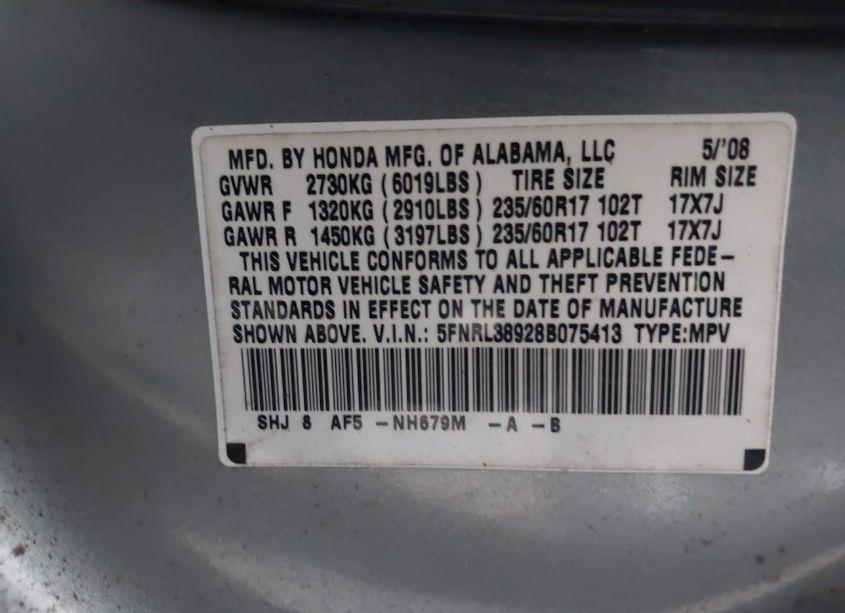 MFD. BY HONDA MFG. OF ALABAMA, LLC 5/'08
GVWR 2730KG (6019LBS) TIRE SIZE RIM SIZE
GAWR F 1320KG (2910LBS) 235/60R17 102T 17X7J
GAWR R 1450KG (3197LBS) 235/60R17 102T 17X7J
THIS VEHICLE CONFORMS TO ALL APPLICABLE FEDE-
RAL MOTOR VEHICLE SAFETY AND THEFT PREVENTION
STANDARDS IN EFFECT ON THE DATE OF MANUFACTURE
SHOWN ABOVE. V.I.N.: 5FNRL38928B075413 TYPE:MPV
SHJ 8 AF5 -NH679M -A -B